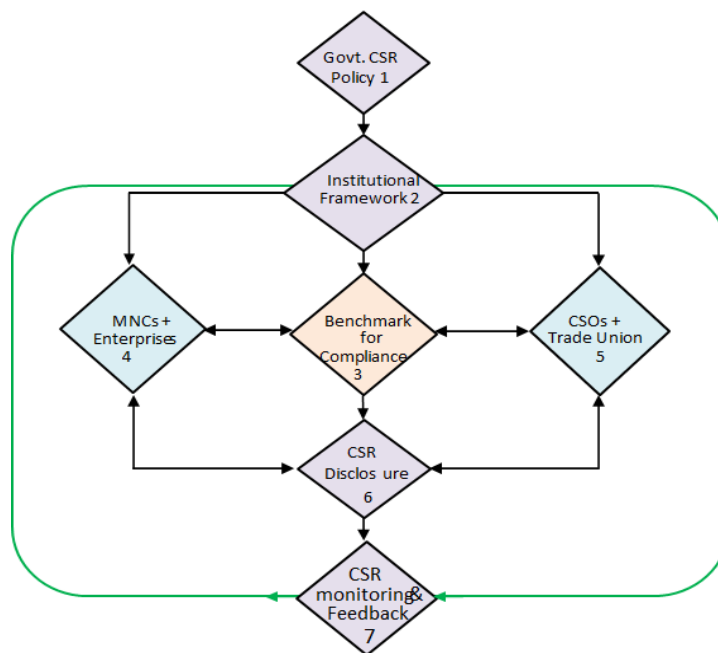 Govt. CSR
Policy 1
Institutional
Framework 2
MNCs +
Enterprises
4
Benchmark
for
Compliance
3
CSOs +
Trade Union
5
CSR
Disclos ure
6
CSR
monitoring&
Feedback
7